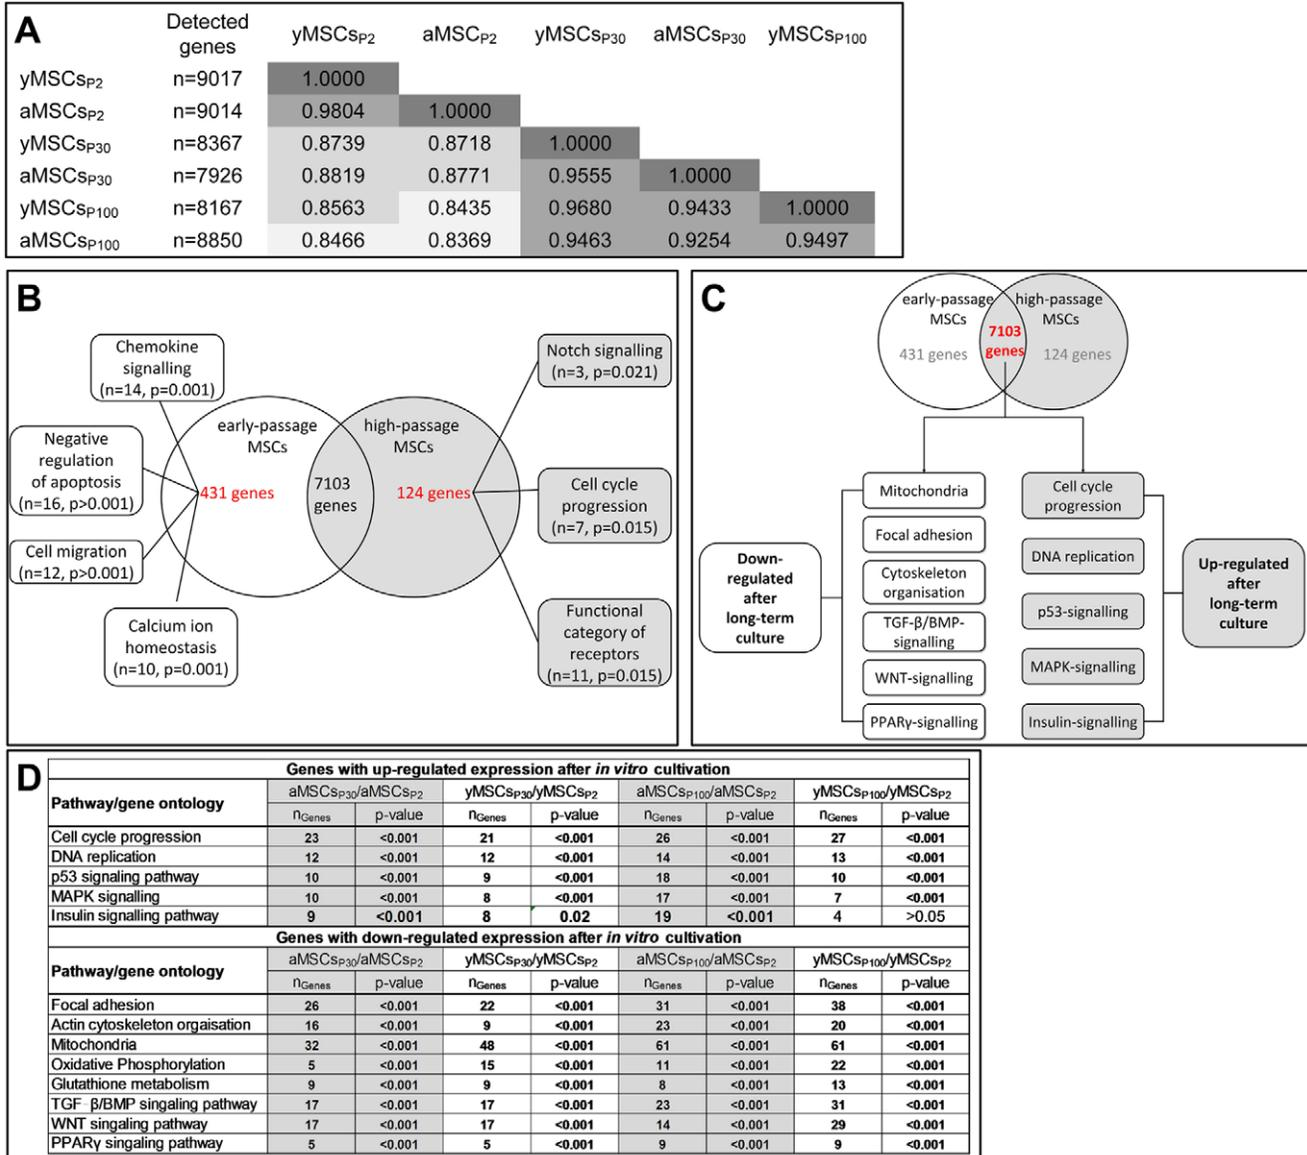 A
Detected genes yMSCsP2 aMSCP2 yMSCsP30 aMSCsP30 yMSCsP100
yMSCsP2 n=9017 1.0000
aMSCsP2 n=9014 0.9804 1.0000
yMSCsP30 n=8367 0.8739 0.8718 1.0000
aMSCsP30 n=7926 0.8819 0.8771 0.9555 1.0000
yMSCsP100 n=8167 0.8563 0.8435 0.9680 0.9433 1.0000
aMSCsP100 n=8850 0.8466 0.8369 0.9463 0.9254 0.9497
B
Chemokine
signalling
(n=14, p=0.001)
Negative
regulation
of apoptosis
(n=16, p>0.001)
Cell migration
(n=12, p>0.001)
Calcium ion
homeostasis
(n=10, p=0.001)
early-passage
MSCs
431 genes
7103
genes
high-passage
MSCs
124 genes
Notch signalling
(n=3, p=0.021)
Cell cycle
progression
(n=7, p=0.015)
Functional
category of
receptors
(n=11, p=0.015)
C
early-passage
MSCs
431 genes
7103
genes
high-passage
MSCs
124 genes
Down-
regulated
after
long-term
culture
Mitochondria
Focal adhesion
Cytoskeleton
organisation
TGF-β/BMP-
signalling
WNT-signalling
PPARγ-signalling
Cell cycle
progression
DNA replication
p53-signalling
MAPK-signalling
Insulin-signalling
Up-regulated
after
long-term
culture
D
Genes with up-regulated expression after in vitro cultivation
Pathway/gene ontology aMSCsP30/aMSCsP2 yMSCsP30/yMSCsP2 aMSCsP100/aMSCsP2 yMSCsP100/yMSCsP2
nGenes p-value nGenes p-value nGenes p-value nGenes p-value
Cell cycle progression 23 <0.001 21 <0.001 26 <0.001 27 <0.001
DNA replication 12 <0.001 12 <0.001 14 <0.001 13 <0.001
p53 signaling pathway 10 <0.001 9 <0.001 18 <0.001 10 <0.001
MAPK signalling 10 <0.001 8 <0.001 17 <0.001 7 <0.001
Insulin signalling pathway 9 <0.001 8 0.02 19 <0.001 4 >0.05
Genes with down-regulated expression after in vitro cultivation
Pathway/gene ontology aMSCsP30/aMSCsP2 yMSCsP30/yMSCsP2 aMSCsP100/aMSCsP2 yMSCsP100/yMSCsP2
nGenes p-value nGenes p-value nGenes p-value nGenes p-value
Focal adhesion 26 <0.001 22 <0.001 31 <0.001 38 <0.001
Actin cytoskeleton orgaisation 16 <0.001 9 <0.001 23 <0.001 20 <0.001
Mitochondria 32 <0.001 48 <0.001 61 <0.001 61 <0.001
Oxidative Phosphorylation 5 <0.001 15 <0.001 11 <0.001 22 <0.001
Glutathione metabolism 9 <0.001 9 <0.001 8 <0.001 13 <0.001
TGF-β/BMP singaling pathway 17 <0.001 17 <0.001 23 <0.001 31 <0.001
WNT singaling pathway 17 <0.001 17 <0.001 14 <0.001 29 <0.001
PPARγ singaling pathway 5 <0.001 5 <0.001 9 <0.001 9 <0.001